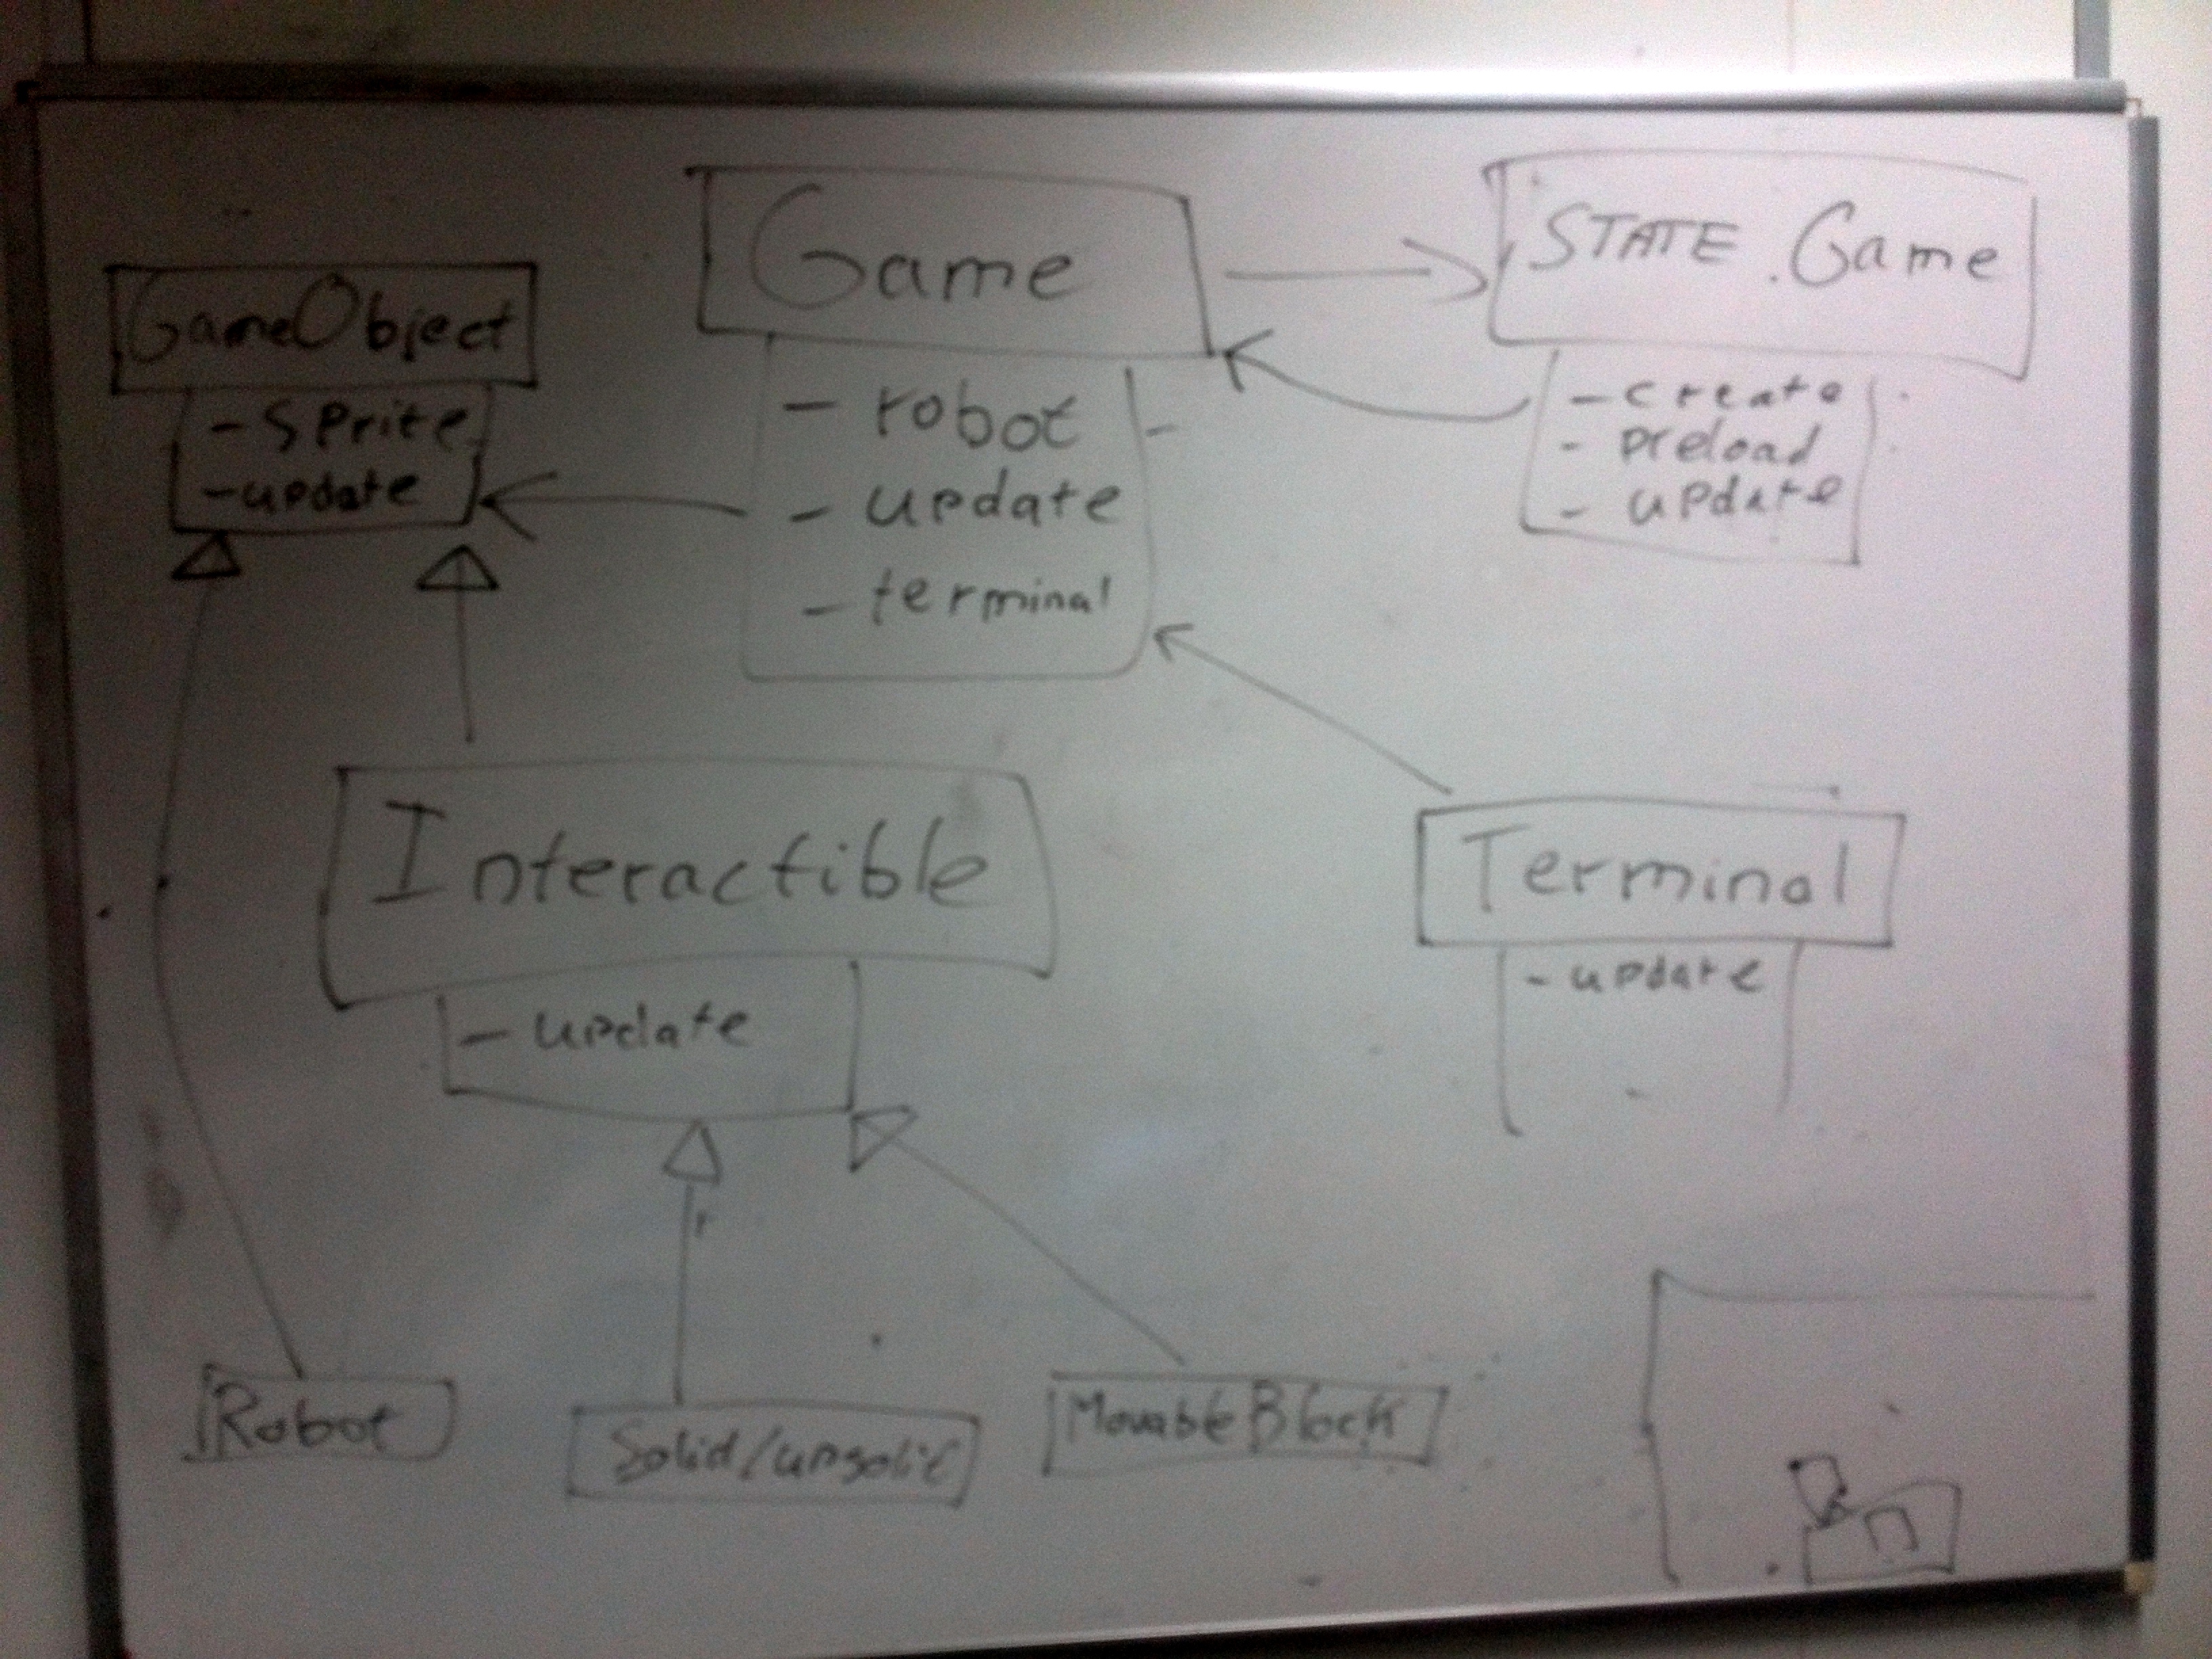 GameObject
- Sprite
- update
Game
- robot
- update
- terminal
STATE.Game
- create
- preload
- update
Interactible
- update
Terminal
- update
Robot
Solid/unsolid
MovableBlock